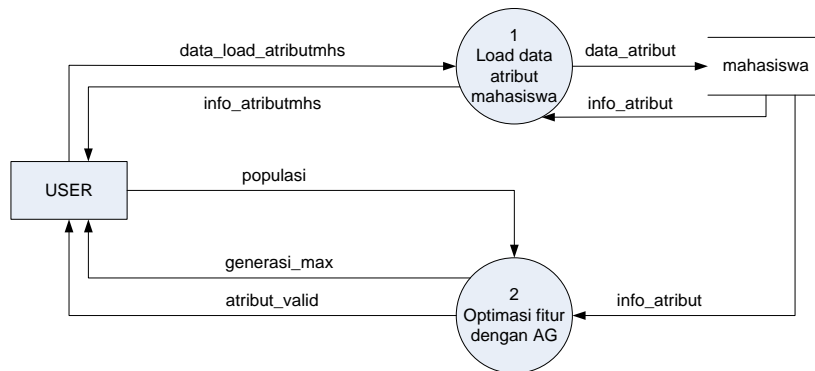 1
Load data
atribut
mahasiswa
data_load_atributmhs
data_atribut
mahasiswa
info_atributmhs
info_atribut
USER
populasi
generasi_max
atribut_valid
2
Optimasi fitur
dengan AG
info_atribut